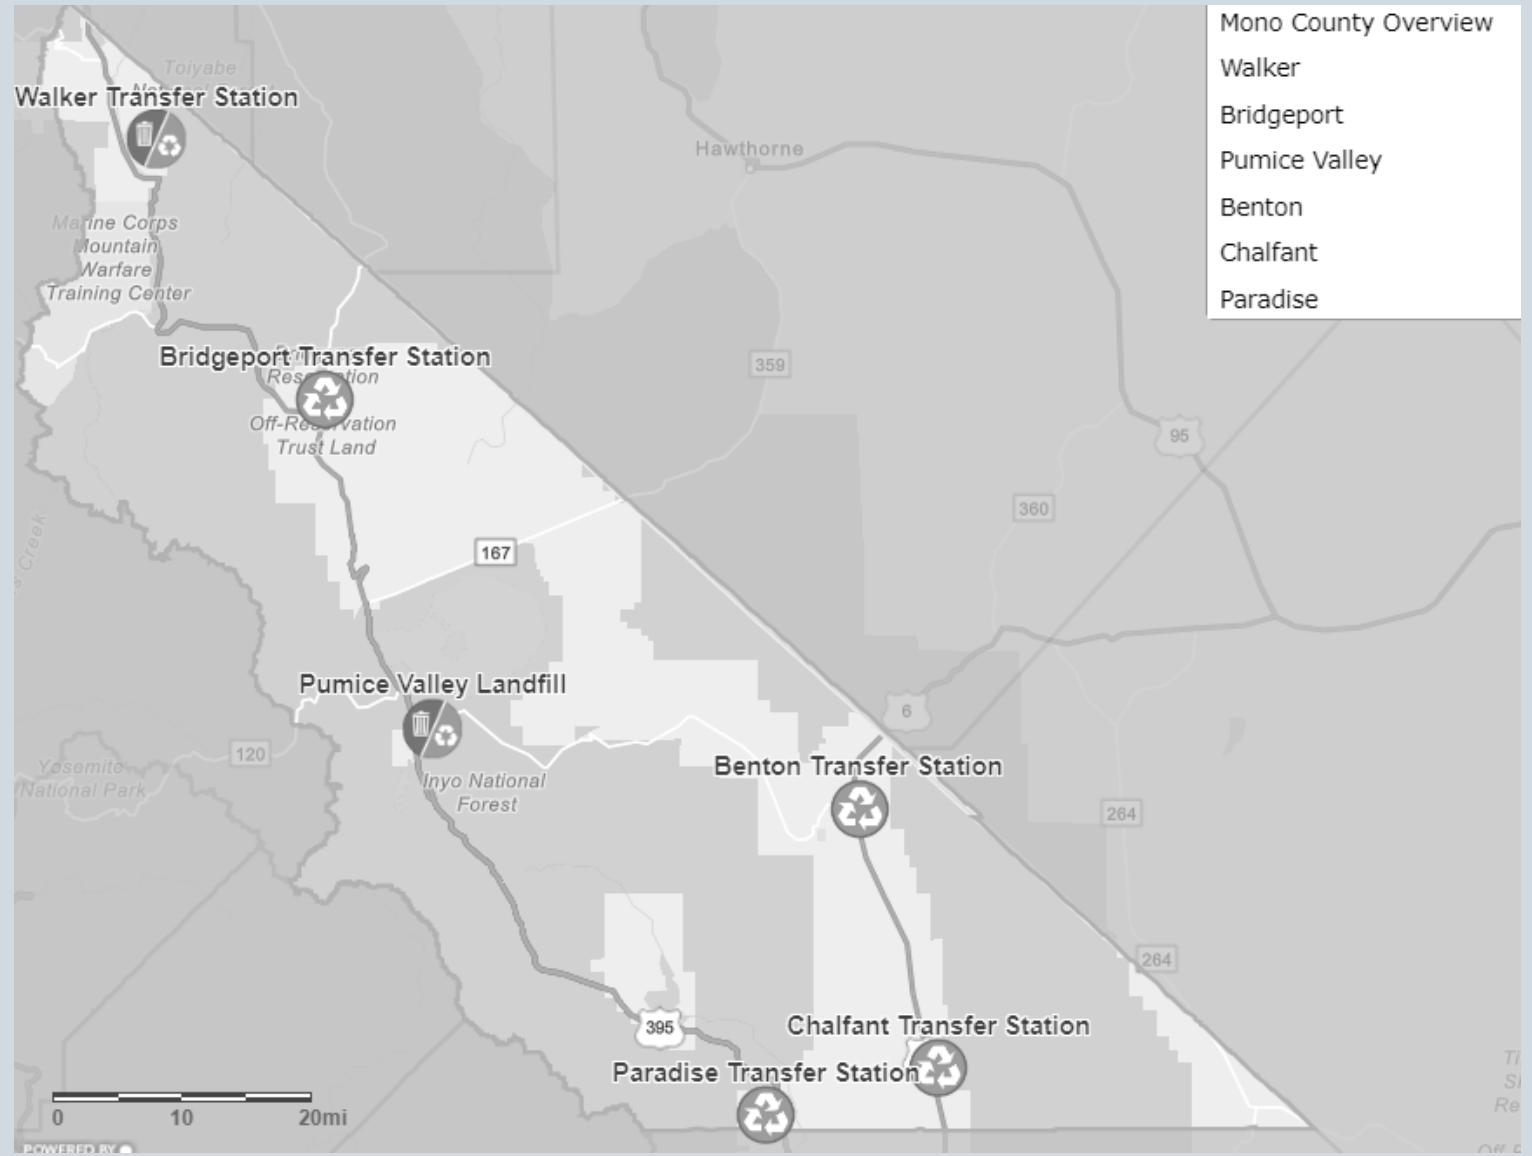 Mono County Overview
Walker
Bridgeport
Pumice Valley
Benton
Chalfant
Paradise
Toiyabe
Walker Transfer Station
Hawthorne
Marine Corps
Mountain
Warfare
Training Center
Bridgeport Transfer Station
359
Off-Reservation
Trust Land
95
360
167
Creek
Pumice Valley Landfill
6
120
Yosemite
National Park
Inyo National
Forest
Benton Transfer Station
264
264
395
Chalfant Transfer Station
Paradise Transfer Station
0 10 20mi
POWERED BY